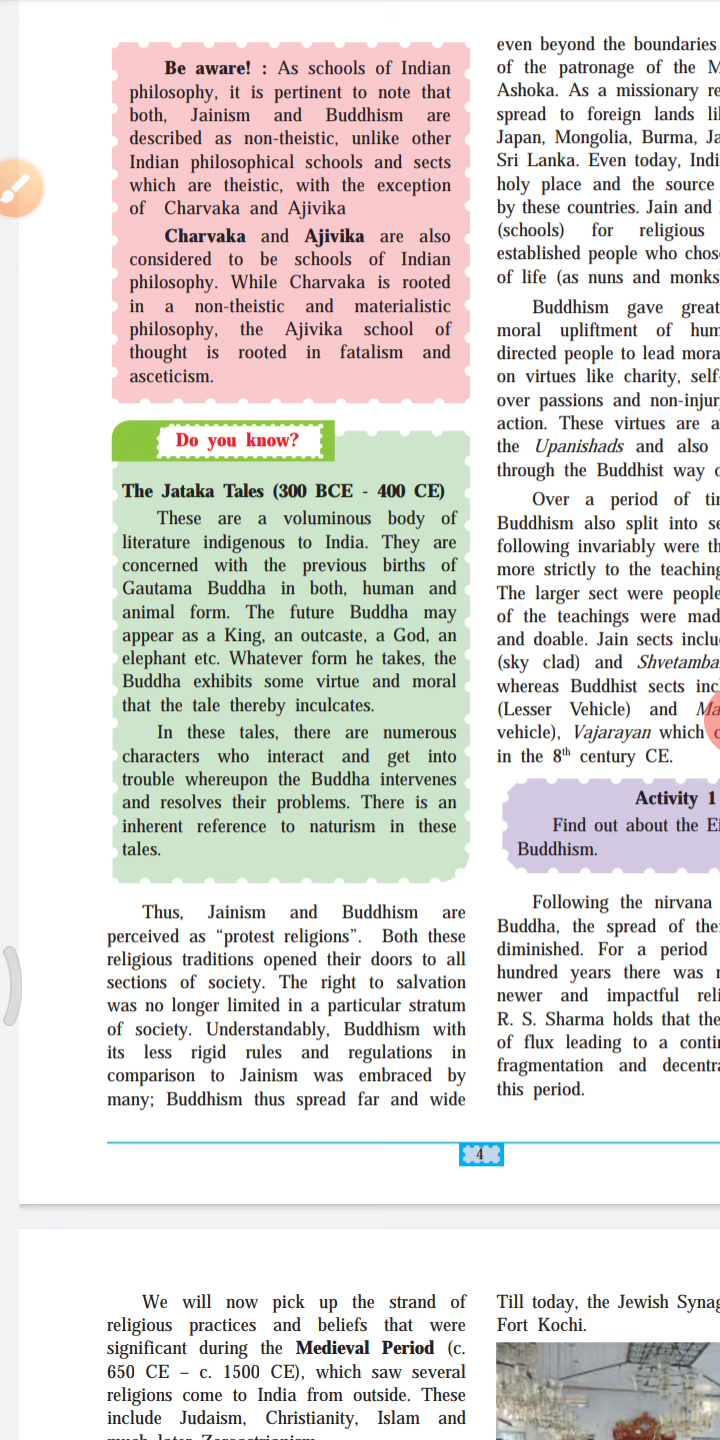 Be aware! : As schools of Indian
philosophy, it is pertinent to note that
both, Jainism and Buddhism are
described as non-theistic, unlike other
Indian philosophical schools and sects
which are theistic, with the exception
of Charvaka and Ajivika
Charvaka and Ajivika are also
considered to be schools of Indian
philosophy. While Charvaka is rooted
in a non-theistic and materialistic
philosophy, the Ajivika school of
thought is rooted in fatalism and
asceticism.
Do you know?
The Jataka Tales (300 BCE - 400 CE)
These are a voluminous body of
literature indigenous to India. They are
concerned with the previous births of
Gautama Buddha in both, human and
animal form. The future Buddha may
appear as a King, an outcaste, a God, an
elephant etc. Whatever form he takes, the
Buddha exhibits some virtue and moral
that the tale thereby inculcates.
In these tales, there are numerous
characters who interact and get into
trouble whereupon the Buddha intervenes
and resolves their problems. There is an
inherent reference to naturism in these
tales.
Thus, Jainism and Buddhism are
perceived as “protest religions”. Both these
religious traditions opened their doors to all
sections of society. The right to salvation
was no longer limited in a particular stratum
of society. Understandably, Buddhism with
its less rigid rules and regulations in
comparison to Jainism was embraced by
many; Buddhism thus spread far and wide
even beyond the boundaries
of the patronage of the
Ashoka. As a missionary
spread to foreign lands
Japan, Mongolia, Burma,
Sri Lanka. Even today,
holy place and the source
by these countries. Jain and
(schools) for religious
established people who
of life (as nuns and monks
Buddhism gave great
moral upliftment of
directed people to lead
on virtues like charity, self-
over passions and
action. These virtues are
the Upanishads and also
through the Buddhist way
Over a period of
Buddhism also split into
following invariably were
more strictly to the
The larger sect were people
of the teachings were
and doable. Jain sects
(sky clad) and
whereas Buddhist sects
(Lesser Vehicle) and
vehicle), Vajarayan which
in the 8th century CE.
Activity 1
Find out about the
Buddhism.
Following the nirvana
Buddha, the spread of
diminished. For a period
hundred years there was
newer and impactful
R. S. Sharma holds that
of flux leading to a
fragmentation and
this period.
4
We will now pick up the strand of
religious practices and beliefs that were
significant during the Medieval Period (c.
650 CE – c. 1500 CE), which saw several
religions come to India from outside. These
include Judaism, Christianity, Islam and
Till today, the Jewish
Fort Kochi.